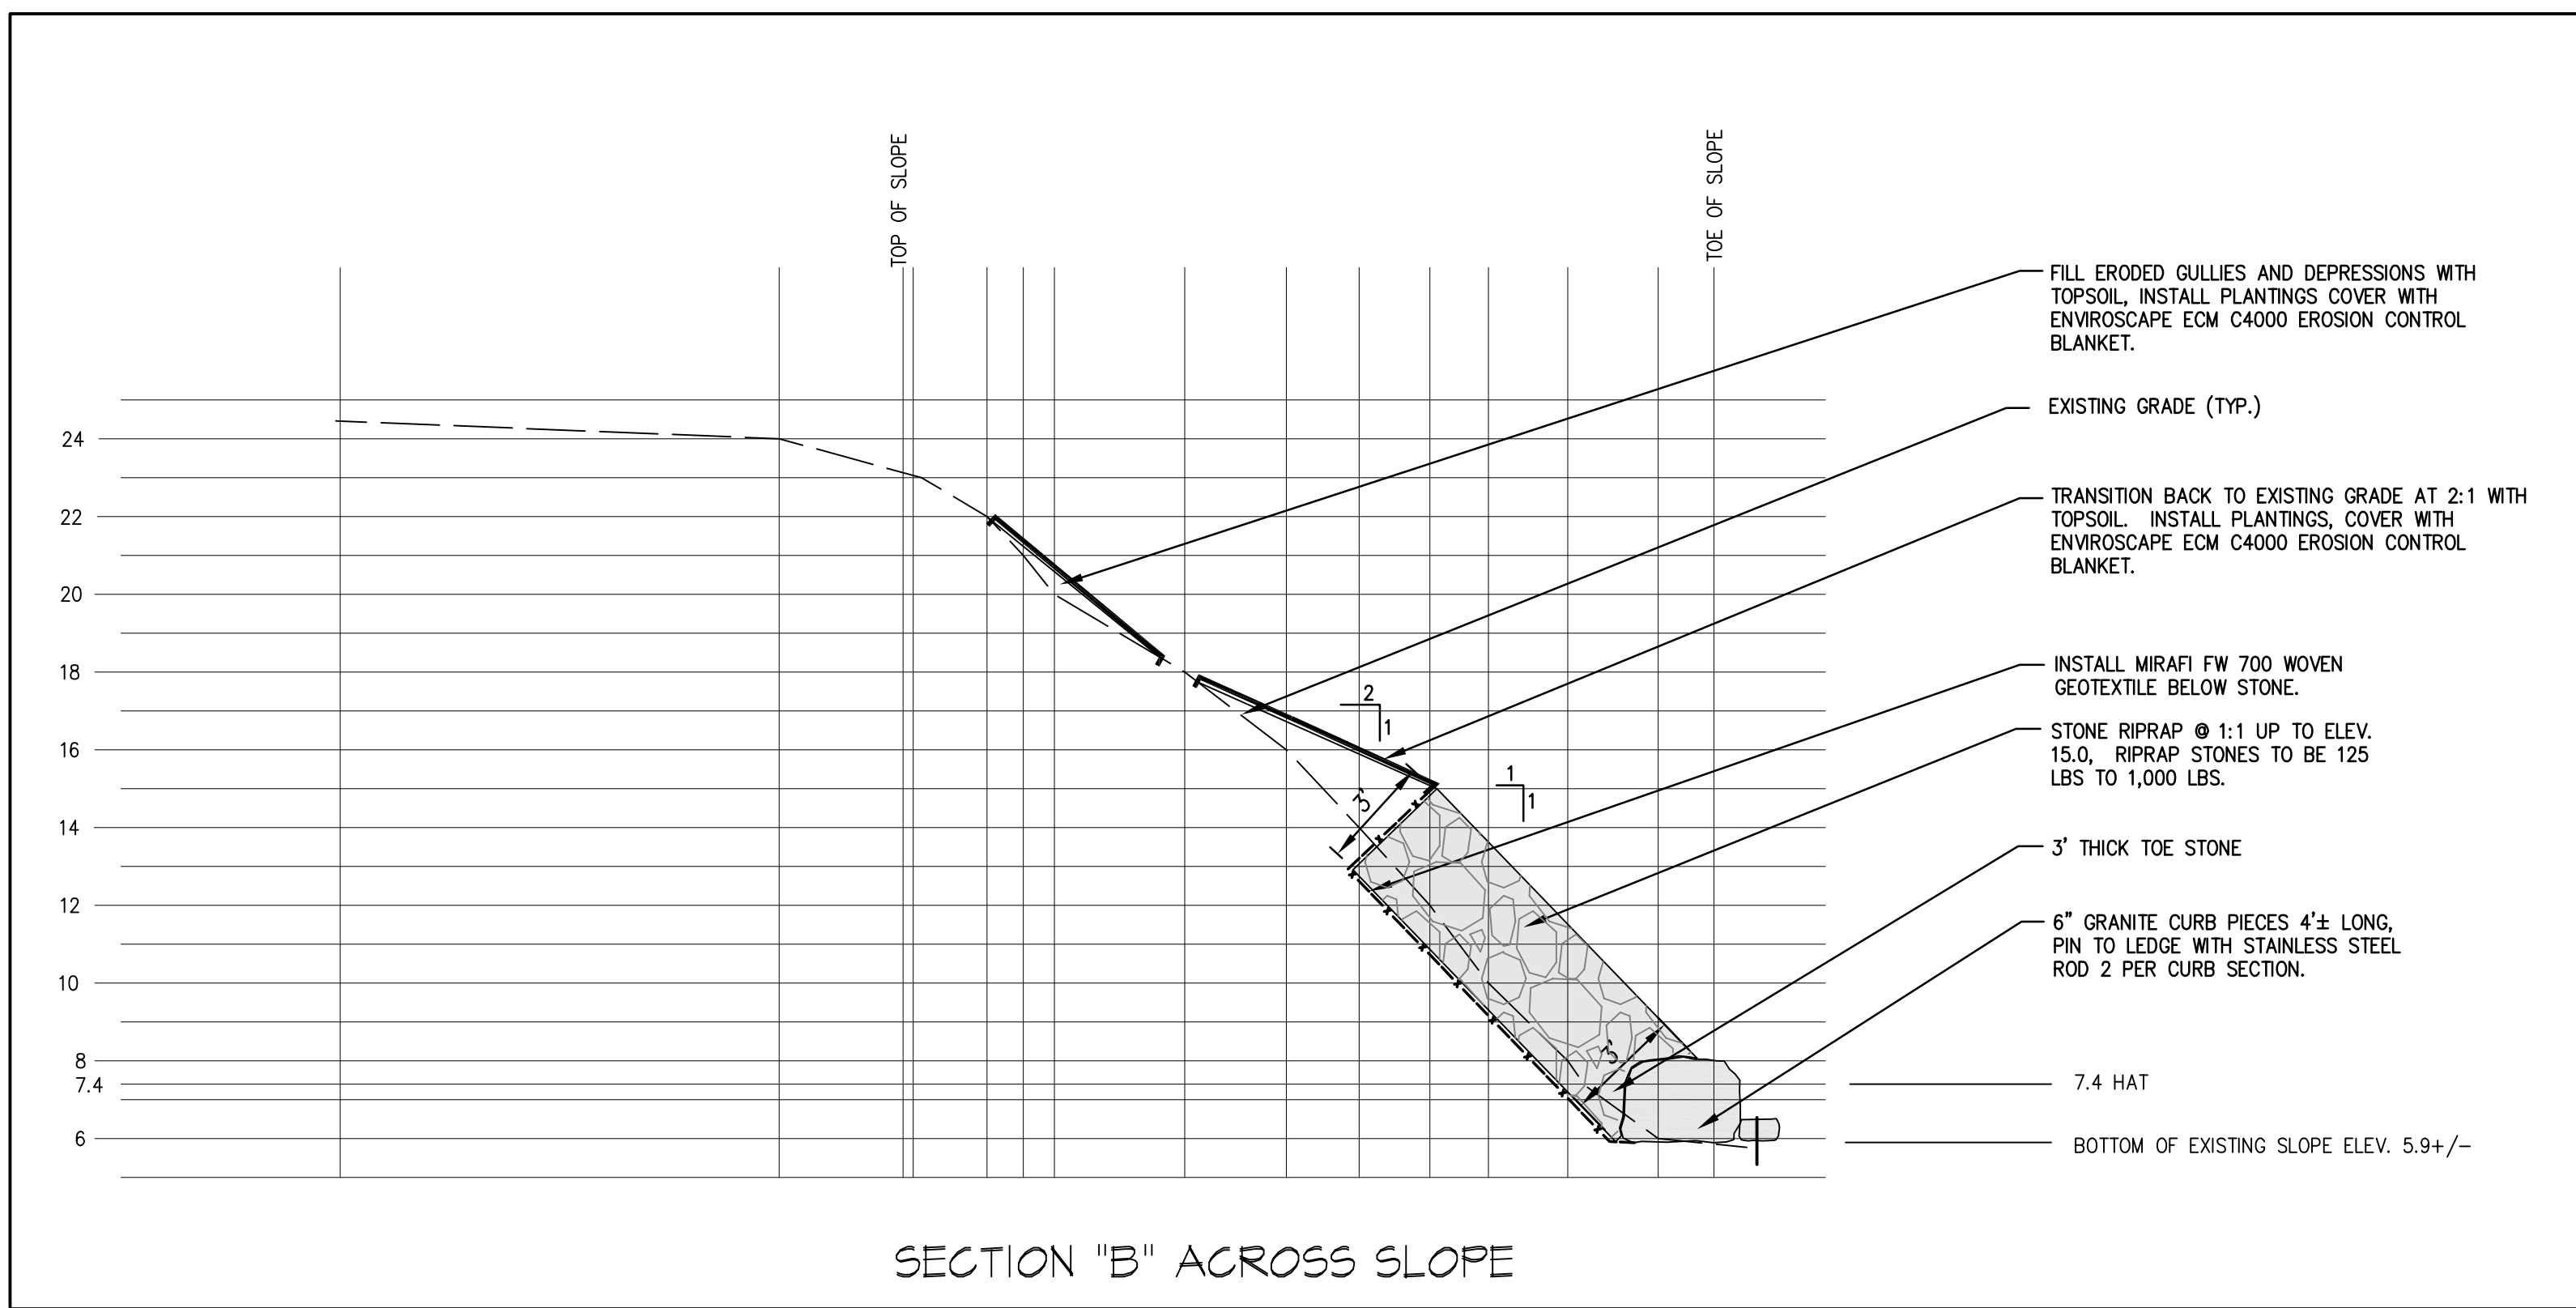 TOP OF SLOPE
TOE OF SLOPE
FILL ERODED GULLIES AND DEPRESSIONS WITH
TOPSOIL, INSTALL PLANTINGS COVER WITH
ENVIROSCAPE ECM C4000 EROSION CONTROL
BLANKET.
EXISTING GRADE (TYP.)
TRANSITION BACK TO EXISTING GRADE AT 2:1 WITH
TOPSOIL. INSTALL PLANTINGS, COVER WITH
ENVIROSCAPE ECM C4000 EROSION CONTROL
BLANKET.
INSTALL MIRAFI FW 700 WOVEN
GEOTEXTILE BELOW STONE.
STONE RIPRAP @ 1:1 UP TO ELEV.
15.0, RIPRAP STONES TO BE 125
LBS TO 1,000 LBS.
3' THICK TOE STONE
6" GRANITE CURB PIECES 4'± LONG,
PIN TO LEDGE WITH STAINLESS STEEL
ROD 2 PER CURB SECTION.
7.4 HAT
BOTTOM OF EXISTING SLOPE ELEV. 5.9+/-
24
22
20
18
16
14
12
10
8
7.4
6
2
1
1
1
3'
3'
SECTION "B" ACROSS SLOPE